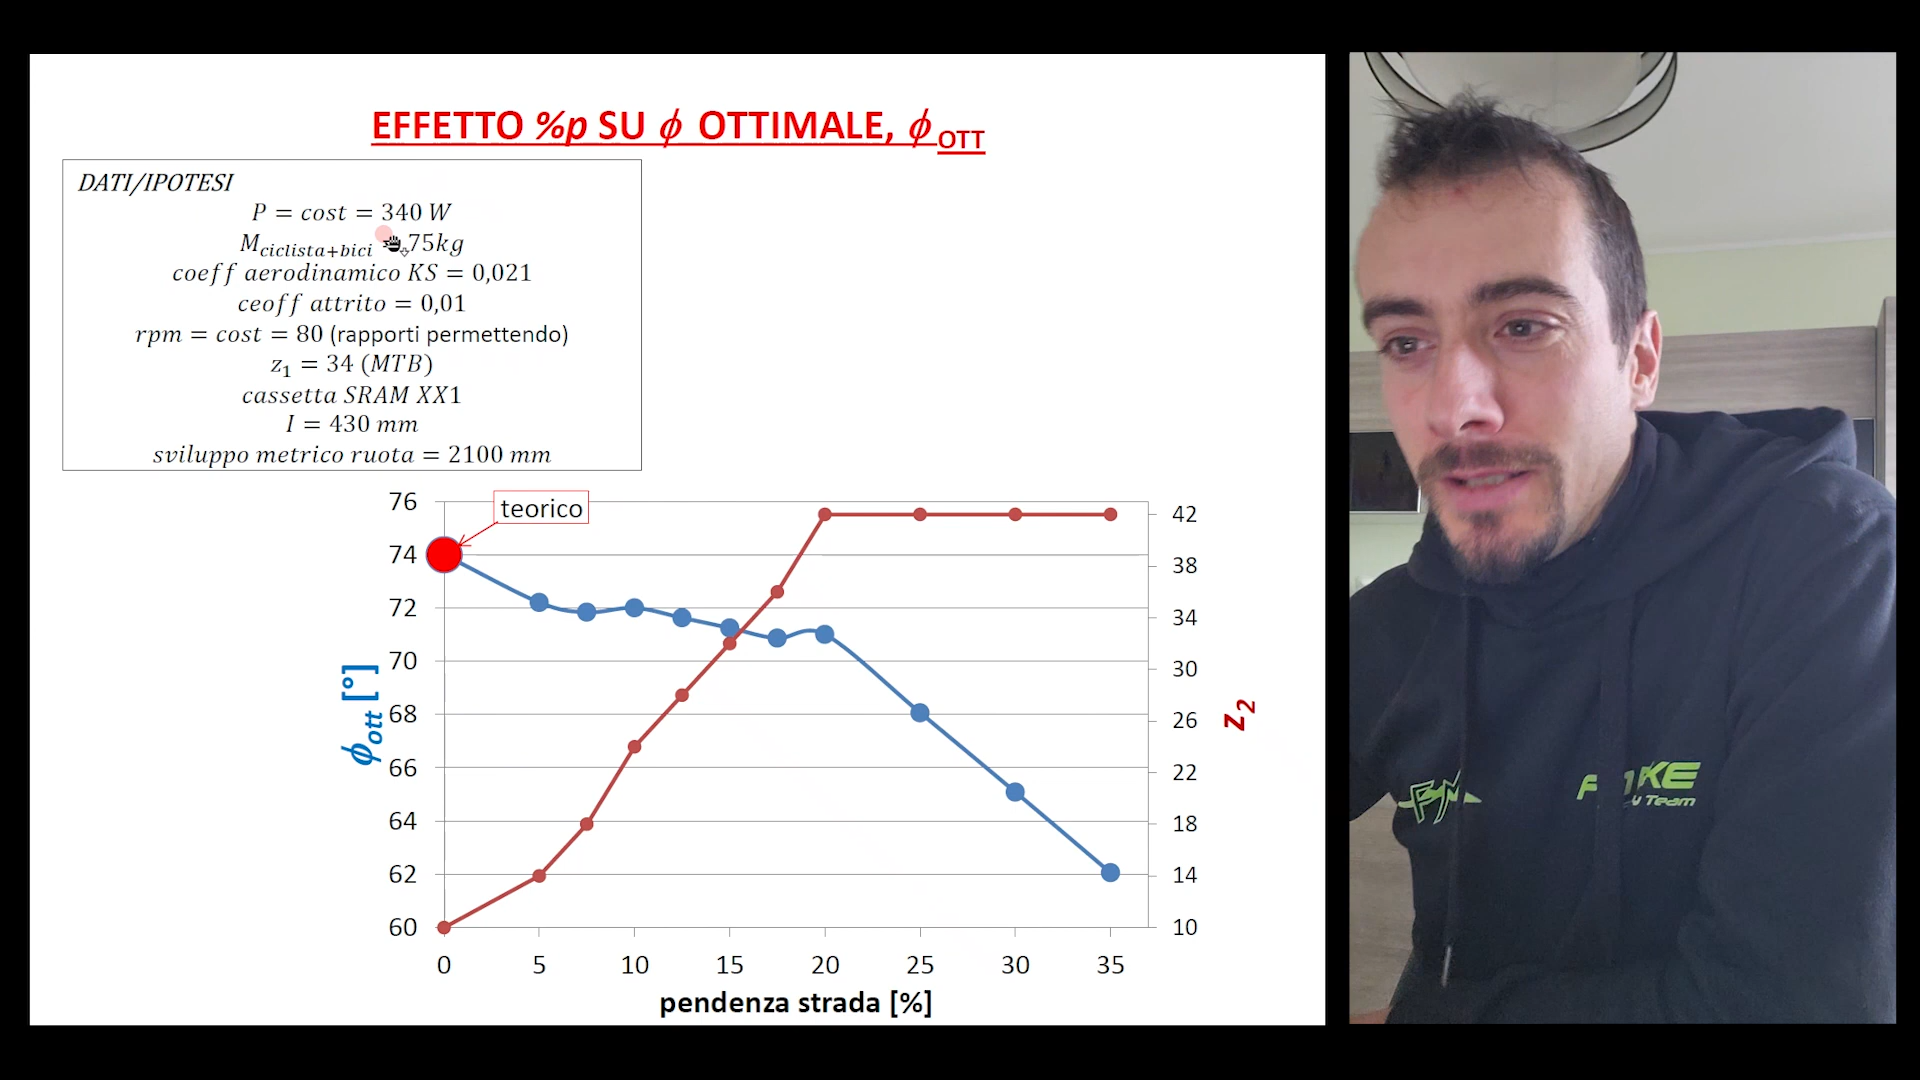 EFFETTO %p SU ϕ OTTIMALE, ϕ OTT
DATI/IPOTESI
P = cost = 340 W
M ciclista+bici 75kg
coeff aerodinamico KS = 0,021
ceoff attrito = 0,01
rpm = cost = 80 (rapporti permettendo)
z1 = 34 (MTB)
cassetta SRAM XX1
I = 430 mm
sviluppo metrico ruota = 2100 mm
teorico
76
74
72
70
68
66
64
62
60
ϕott [°]
42
38
34
30
26
22
18
14
10
z2
0 5 10 15 20 25 30 35
pendenza strada [%]
Team